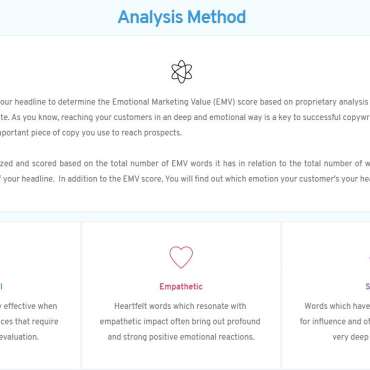 Analysis Method
our headline to determine the Emotional Marketing Value (EMV) score based on proprietary analysis
te. As you know, reaching your customers in an deep and emotional way is a key to successful copywr
portant piece of copy you use to reach prospects.
zed and scored based on the total number of EMV words it has in relation to the total number of w
f your headline. In addition to the EMV score, You will find out which emotion your customer's your hea
l
Empathetic
S
y effective when
Heartfelt words which resonate with
Words which have
ces that require
empathetic impact often bring out profound
for influence and of
evaluation.
and strong positive emotional reactions.
very deep